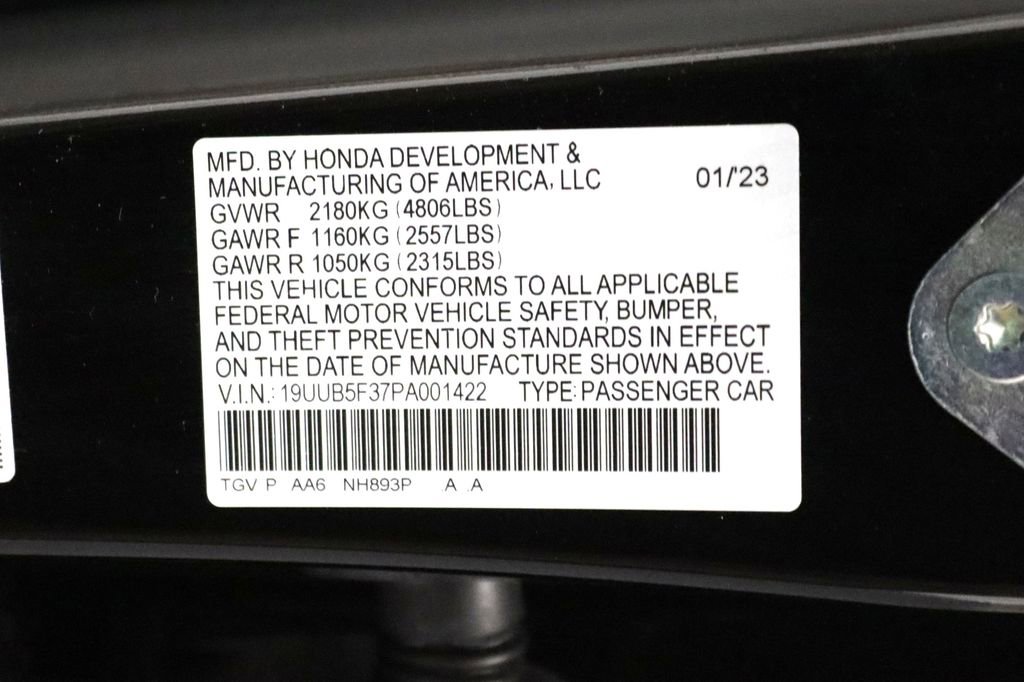 MFD. BY HONDA DEVELOPMENT &
MANUFACTURING OF AMERICA, LLC 01/'23
GVWR 2180KG (4806LBS)
GAWR F 1160KG (2557LBS)
GAWR R 1050KG (2315LBS)
THIS VEHICLE CONFORMS TO ALL APPLICABLE
FEDERAL MOTOR VEHICLE SAFETY, BUMPER,
AND THEFT PREVENTION STANDARDS IN EFFECT
ON THE DATE OF MANUFACTURE SHOWN ABOVE.
V.I.N.: 19UUB5F37PA001422 TYPE: PASSENGER CAR
TGV P AA6 NH893P .A .A